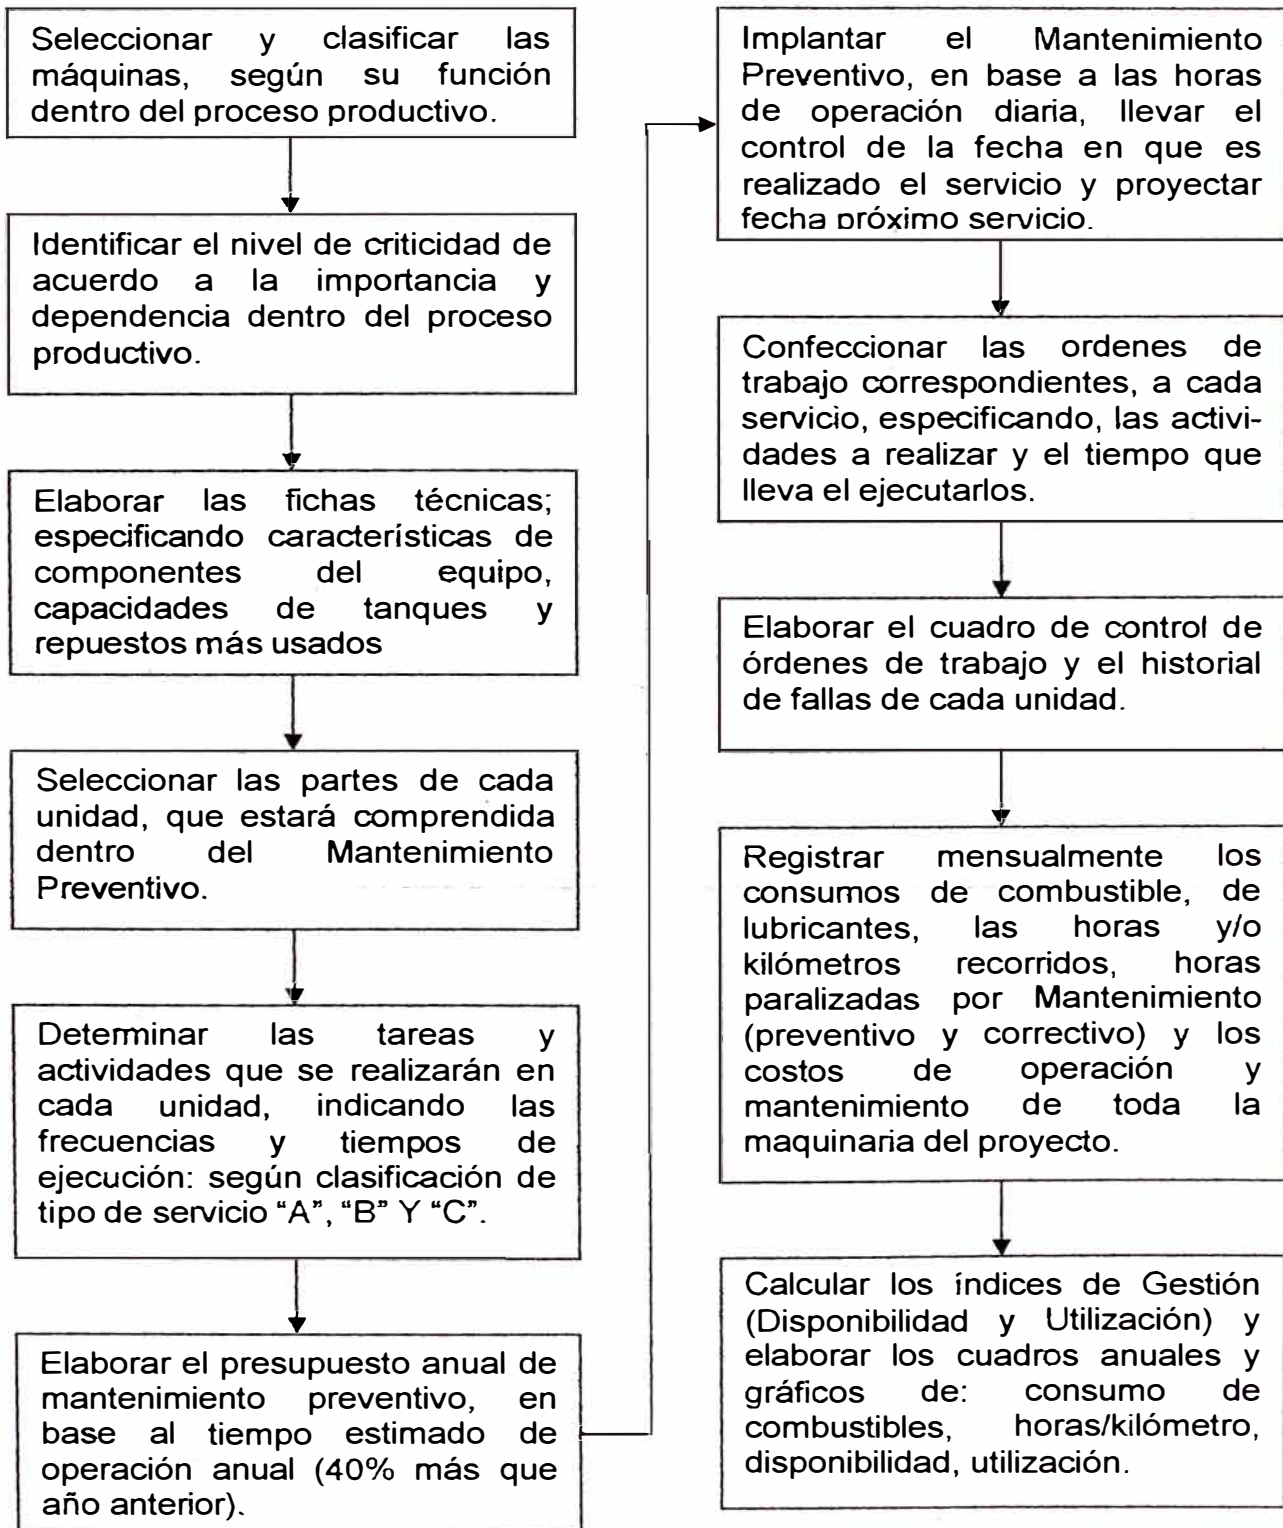 Seleccionar y clasificar las
máquinas, según su función
dentro del proceso productivo.
Identificar el nivel de criticidad de
acuerdo a la importancia y
dependencia dentro del proceso
productivo.
Elaborar las fichas técnicas;
especificando características de
componentes del equipo,
capacidades de tanques y
repuestos más usados
Seleccionar las partes de cada
unidad, que estará comprendida
dentro del Mantenimiento
Preventivo.
Determinar las tareas y
actividades que se realizarán en
cada unidad, indicando las
frecuencias y tiempos de
ejecución: según clasificación de
tipo de servicio “A”, “B” Y “C”.
Elaborar el presupuesto anual de
mantenimiento preventivo, en
base al tiempo estimado de
operación anual (40% más que
año anterior).
Implantar el Mantenimiento
Preventivo, en base a las horas
de operación diaria, llevar el
control de la fecha en que es
realizado el servicio y proyectar
fecha próximo servicio.
Confeccionar las ordenes de
trabajo correspondientes, a cada
servicio, especificando, las activi-
dades a realizar y el tiempo que
lleva el ejecutarlos.
Elaborar el cuadro de control de
órdenes de trabajo y el historial
de fallas de cada unidad.
Registrar mensualmente los
consumos de combustible, de
lubricantes, las horas y/o
kilómetros recorridos, horas
paralizadas por Mantenimiento
(preventivo y correctivo) y los
costos de operación y
mantenimiento de toda la
maquinaria del proyecto.
Calcular los índices de Gestión
(Disponibilidad y Utilización) y
elaborar los cuadros anuales y
gráficos de: consumo de
combustibles, horas/kilómetro,
disponibilidad, utilización.